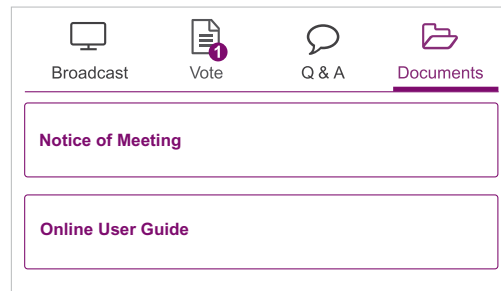 1
Broadcast Vote Q & A Documents
Notice of Meeting
Online User Guide